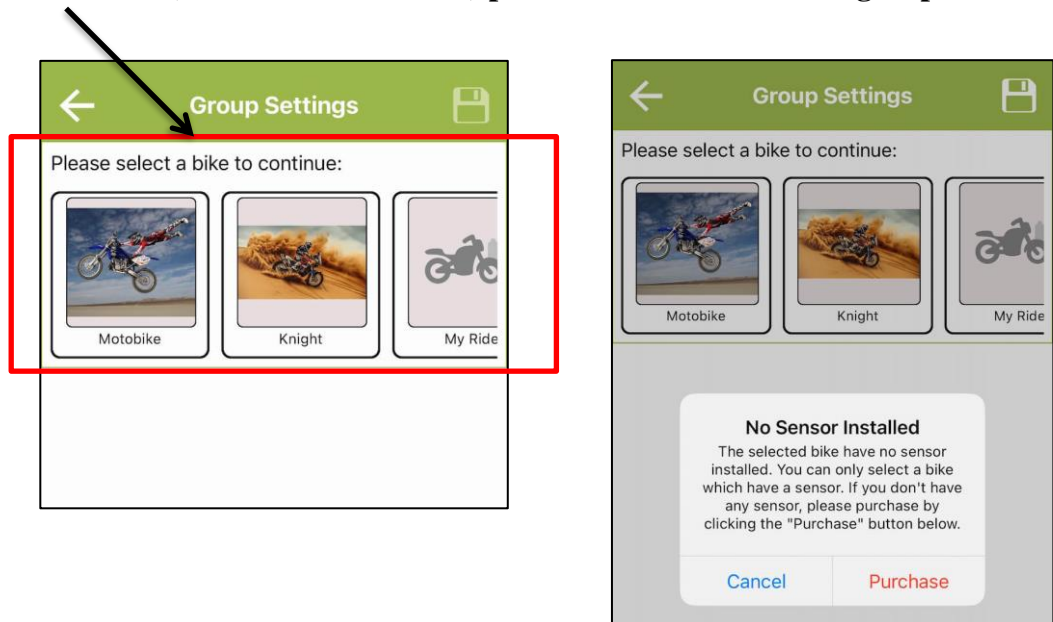 Group Settings
Please select a bike to continue:
Motobike
Knight
My Ride
Group Settings
Please select a bike to continue:
Motobike
Knight
My Ride
No Sensor Installed
The selected bike have no sensor
installed. You can only select a bike
which have a sensor. If you don't have
any sensor, please purchase by
clicking the "Purchase" button below.
Cancel
Purchase